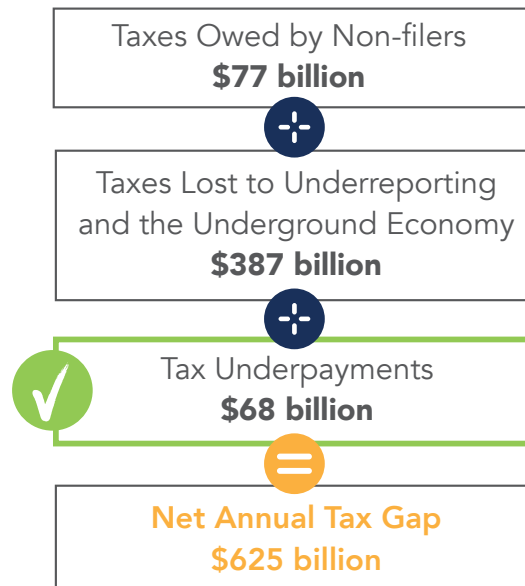 Taxes Owed by Non-filers
$77 billion
Taxes Lost to Underreporting
and the Underground Economy
$387 billion
Tax Underpayments
$68 billion
Net Annual Tax Gap
$625 billion